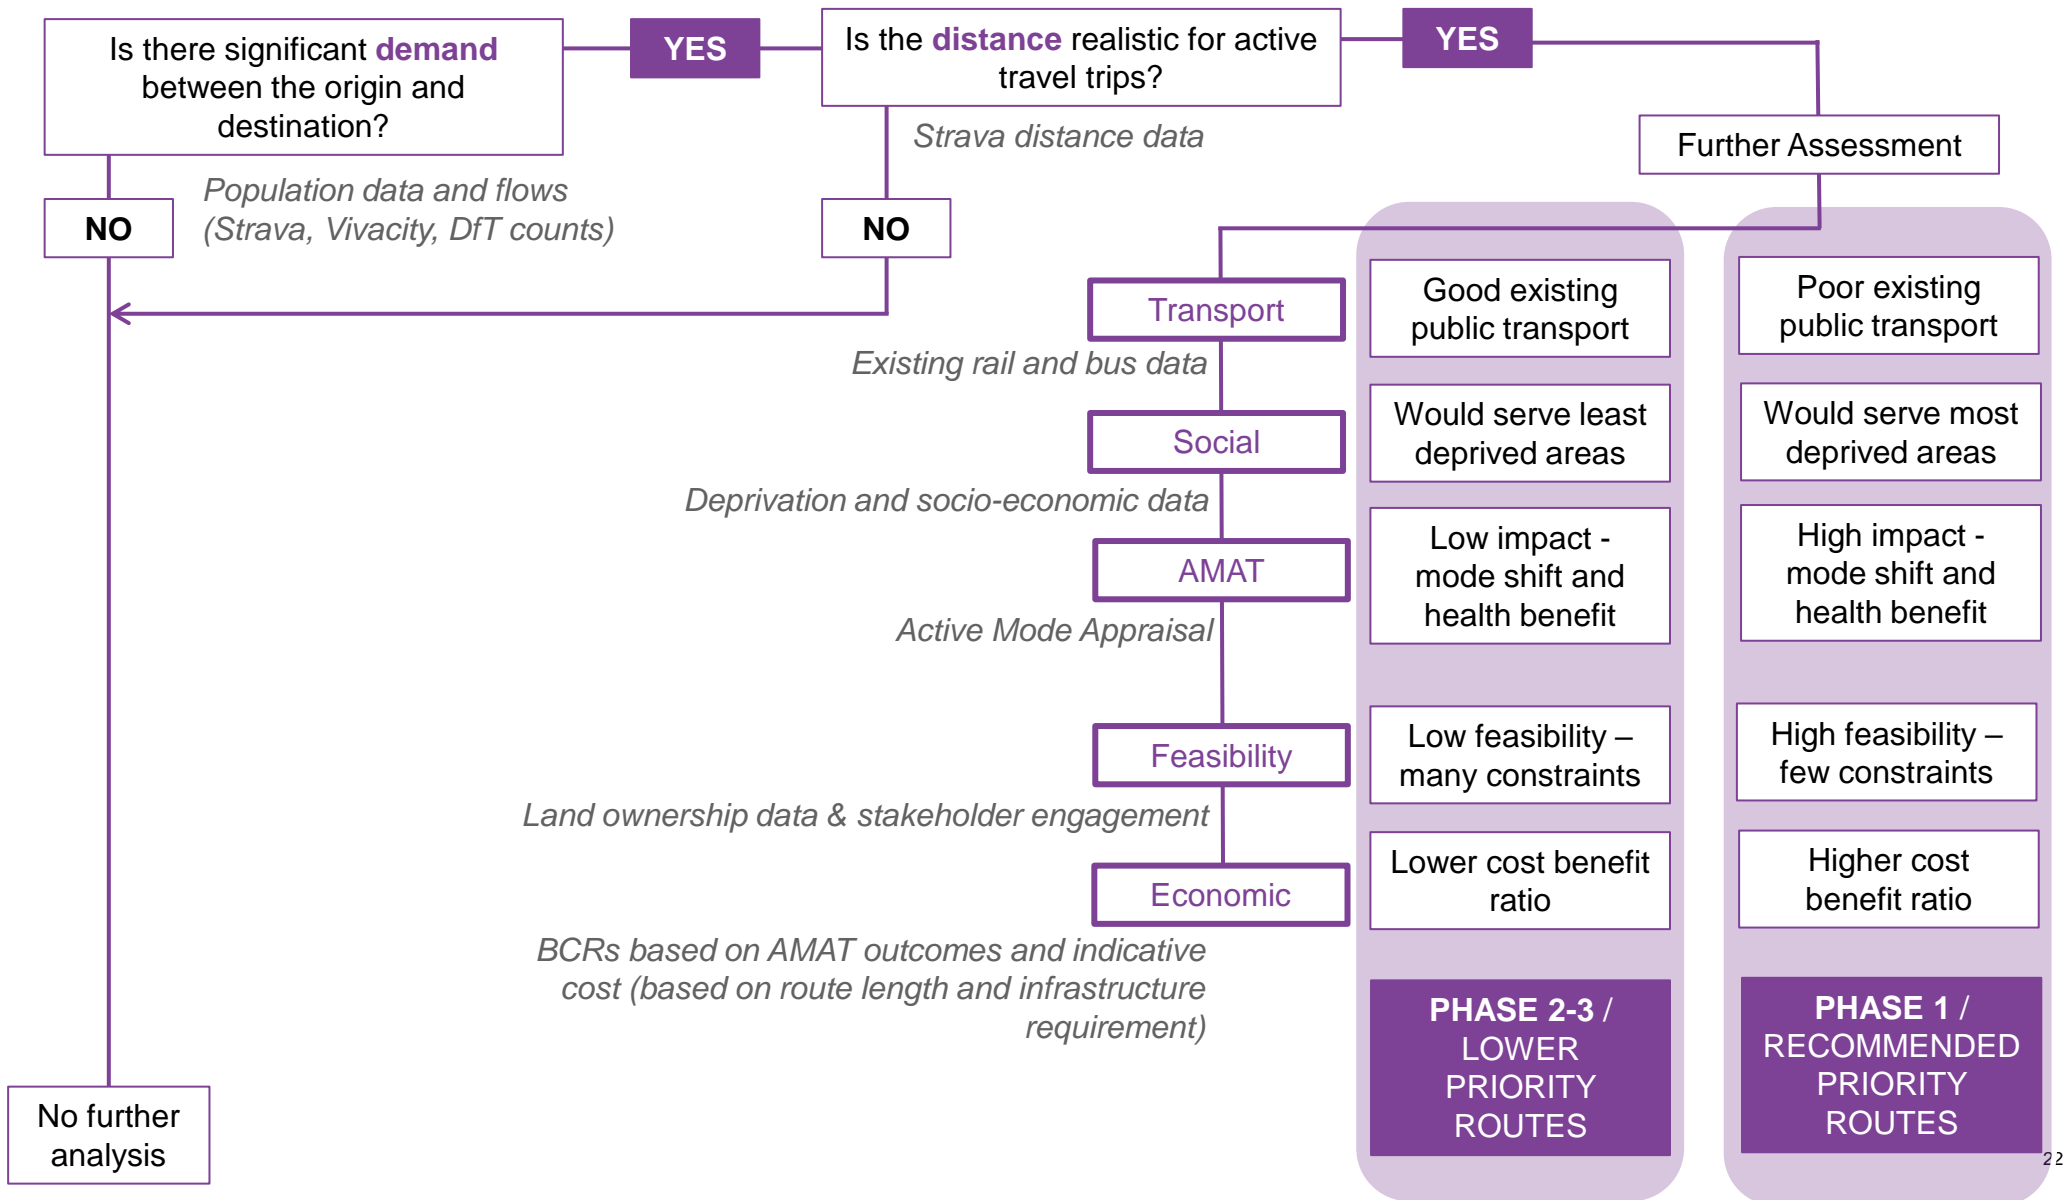 Is there significant demand
between the origin and
destination?
YES
Is the distance realistic for active
travel trips?
YES
Strava distance data
Further Assessment
Population data and flows
(Strava, Vivacity, DfT counts)
NO
NO
Transport
Existing rail and bus data
Good existing
public transport
Poor existing
public transport
Social
Deprivation and socio-economic data
Would serve least
deprived areas
Would serve most
deprived areas
AMAT
Active Mode Appraisal
Low impact -
mode shift and
health benefit
High impact -
mode shift and
health benefit
Feasibility
Land ownership data & stakeholder engagement
Low feasibility –
many constraints
High feasibility –
few constraints
Economic
BCRs based on AMAT outcomes and indicative
cost (based on route length and infrastructure
requirement)
Lower cost benefit
ratio
Higher cost
benefit ratio
PHASE 2-3 /
LOWER
PRIORITY
ROUTES
PHASE 1 /
RECOMMENDED
PRIORITY
ROUTES
No further
analysis
22